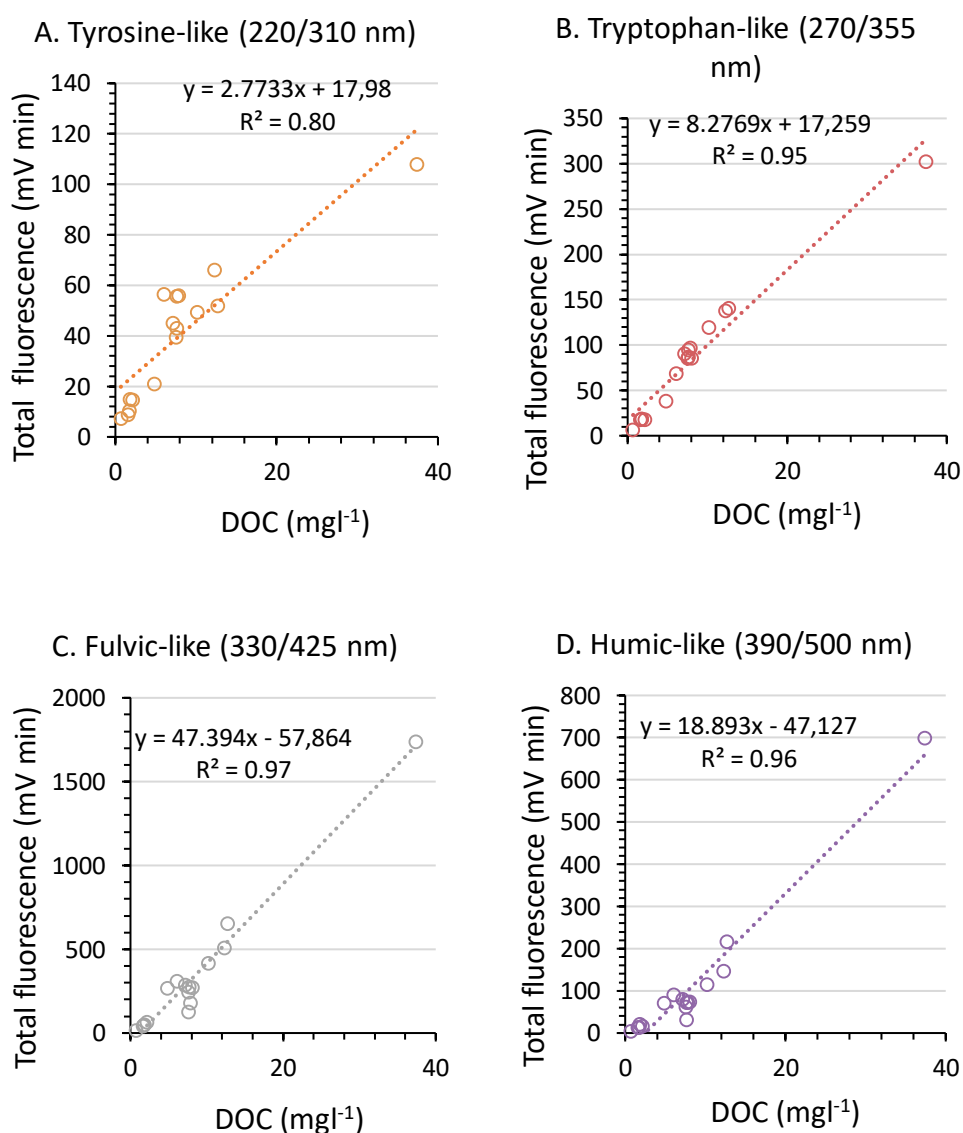 A. Tyrosine-like (220/310 nm)
y = 2.7733x + 17,98
R² = 0.80
Total fluorescence (mV min)
140
120
100
80
60
40
20
0
0 20 40
DOC (mgl⁻¹)
B. Tryptophan-like (270/355
nm)
y = 8.2769x + 17,259
R² = 0.95
Total fluorescence (mV min)
350
300
250
200
150
100
50
0
0 20 40
DOC (mgl⁻¹)
C. Fulvic-like (330/425 nm)
y = 47.394x - 57,864
R² = 0.97
Total fluorescence (mV min)
2000
1500
1000
500
0
0 20 40
DOC (mgl⁻¹)
D. Humic-like (390/500 nm)
y = 18.893x - 47,127
R² = 0.96
Total fluorescence (mV min)
800
700
600
500
400
300
200
100
0
0 20 40
DOC (mgl⁻¹)